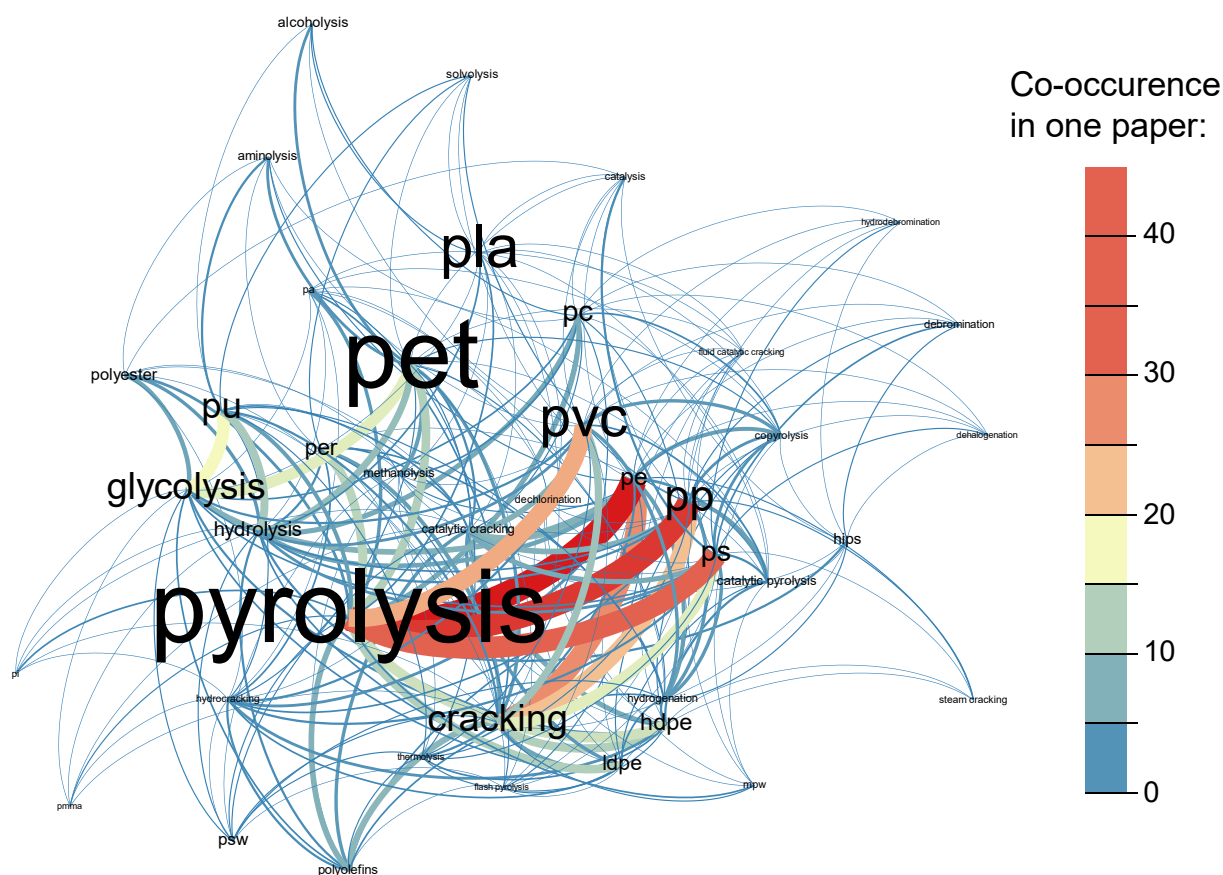 alcoholysis
solvolysis
Co-occurence
in one paper:
aminolysis
catalysis
hydrodebromination
40
pla
pa
pc
debromination
pet
fluid catalytic cracking
polyester
30
pu
pvc
per
copyrolysis
dehalogenation
methanolysis
pe
glycolysis
dechlorination
pp
20
hydrolysis
catalytic cracking
hips
ps
catalytic pyrolysis
pyrolysis
10
pi
hydrocracking
hydrogenation
steam cracking
cracking
hdpe
thermolysis
ldpe
flash pyrolysis
mpw
0
pmma
psw
polyolefins